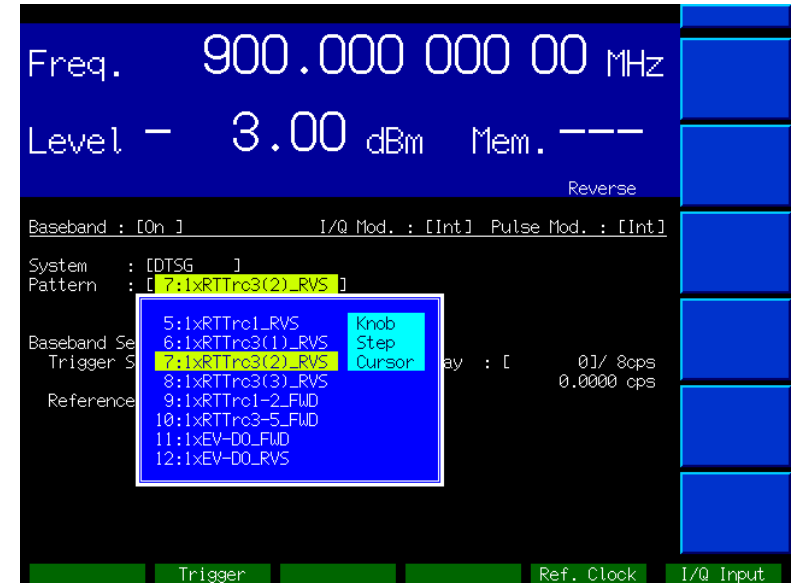 Freq. 900.000 000 00 MHz
Level - 3.00 dBm Mem. ---
Reverse
Baseband : [On ] I/Q Mod. : [Int] Pulse Mod. : [Int]
System : [DTSG ]
Pattern : [ 7:1xRTTrc3(2)_RVS ]
5:1xRTTrc1_RVS Knob
Baseband Se 6:1xRTTrc3(1)_RVS Step
Trigger S 7:1xRTTrc3(2)_RVS Cursor ay : [ 0]/ 8cps
8:1xRTTrc3(3)_RVS 0.0000 cps
Reference 9:1xRTTrc1-2_FWD
10:1xRTTrc3-5_FWD
11:1xEV-DO_FWD
12:1xEV-DO_RVS
Trigger Ref. Clock I/Q Input